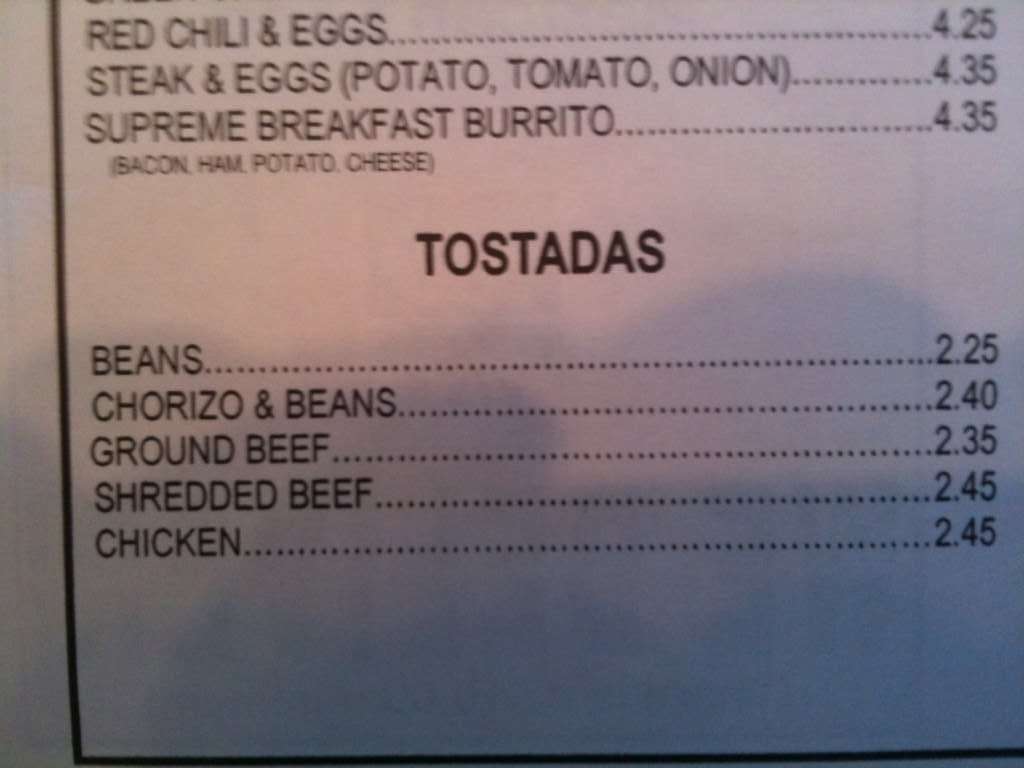 RED CHILI & EGGS..........4.25
STEAK & EGGS (POTATO, TOMATO, ONION)..........4.35
SUPREME BREAKFAST BURRITO..........4.35
(BACON, HAM, POTATO, CHEESE)
TOSTADAS
BEANS..........2.25
CHORIZO & BEANS..........2.40
GROUND BEEF..........2.35
SHREDDED BEEF..........2.45
CHICKEN..........2.45